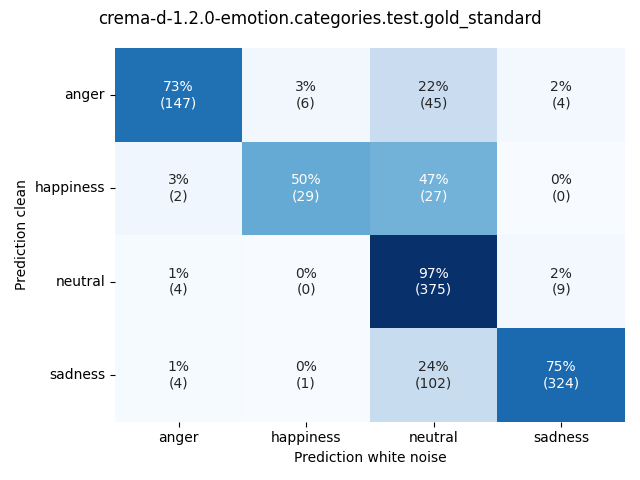 crema-d-1.2.0-emotion.categories.test.gold_standard
anger 73% 3% 22% 2%
(147) (6) (45) (4)
happiness 3% 50% 47% 0%
(2) (29) (27) (0)
neutral 1% 0% 97% 2%
(4) (0) (375) (9)
sadness 1% 0% 24% 75%
(4) (1) (102) (324)
anger happiness neutral sadness
Prediction white noise
Prediction clean